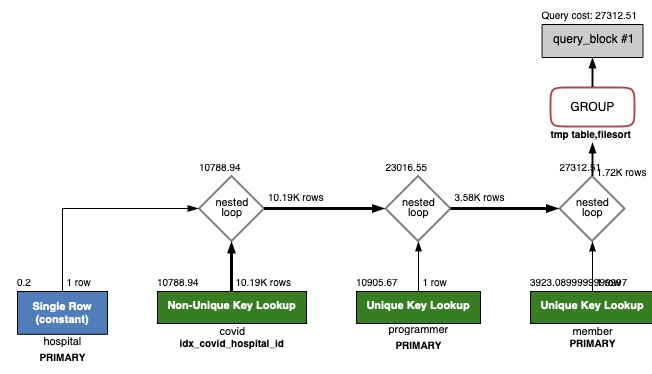 Query cost: 27312.51
query_block #1
GROUP
tmp table,filesort
10788.94
23016.55
27312.51
1.72K rows
nested
loop
10.19K rows
nested
loop
3.58K rows
nested
loop
0.2
1 row
10788.94
10.19K rows
10905.67
1 row
Single Row
(constant)
Non-Unique Key Lookup
Unique Key Lookup
Unique Key Lookup
hospital
PRIMARY
covid
idx_covid_hospital_id
programmer
PRIMARY
member
PRIMARY